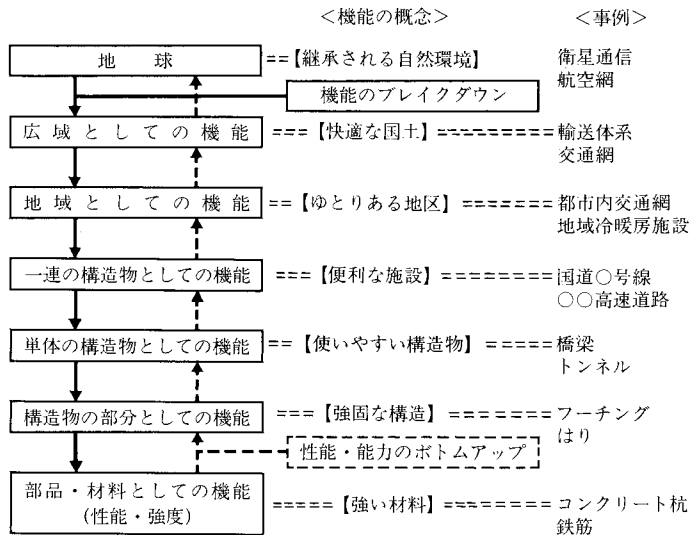 ＜機能の概念＞ ＜事例＞
地球 ==【継承される自然環境】 衛星通信
航空網
機能のブレイクダウン
広域としての機能 ===【快適な国土】======== 輸送体系
交通網
地域としての機能 ==【ゆとりある地区】====== 都市内交通網
地域冷暖房施設
一連の構造物としての機能 ===【便利な施設】======== 国道○号線
○○高速道路
単体の構造物としての機能 ==【使いやすい構造物】===== 橋梁
トンネル
構造物の部分としての機能 ===【強固な構造】======== フーチング
はり
性能・能力のボトムアップ
部品・材料としての機能
(性能・強度) =====【強い材料】======== コンクリート杭
鉄筋